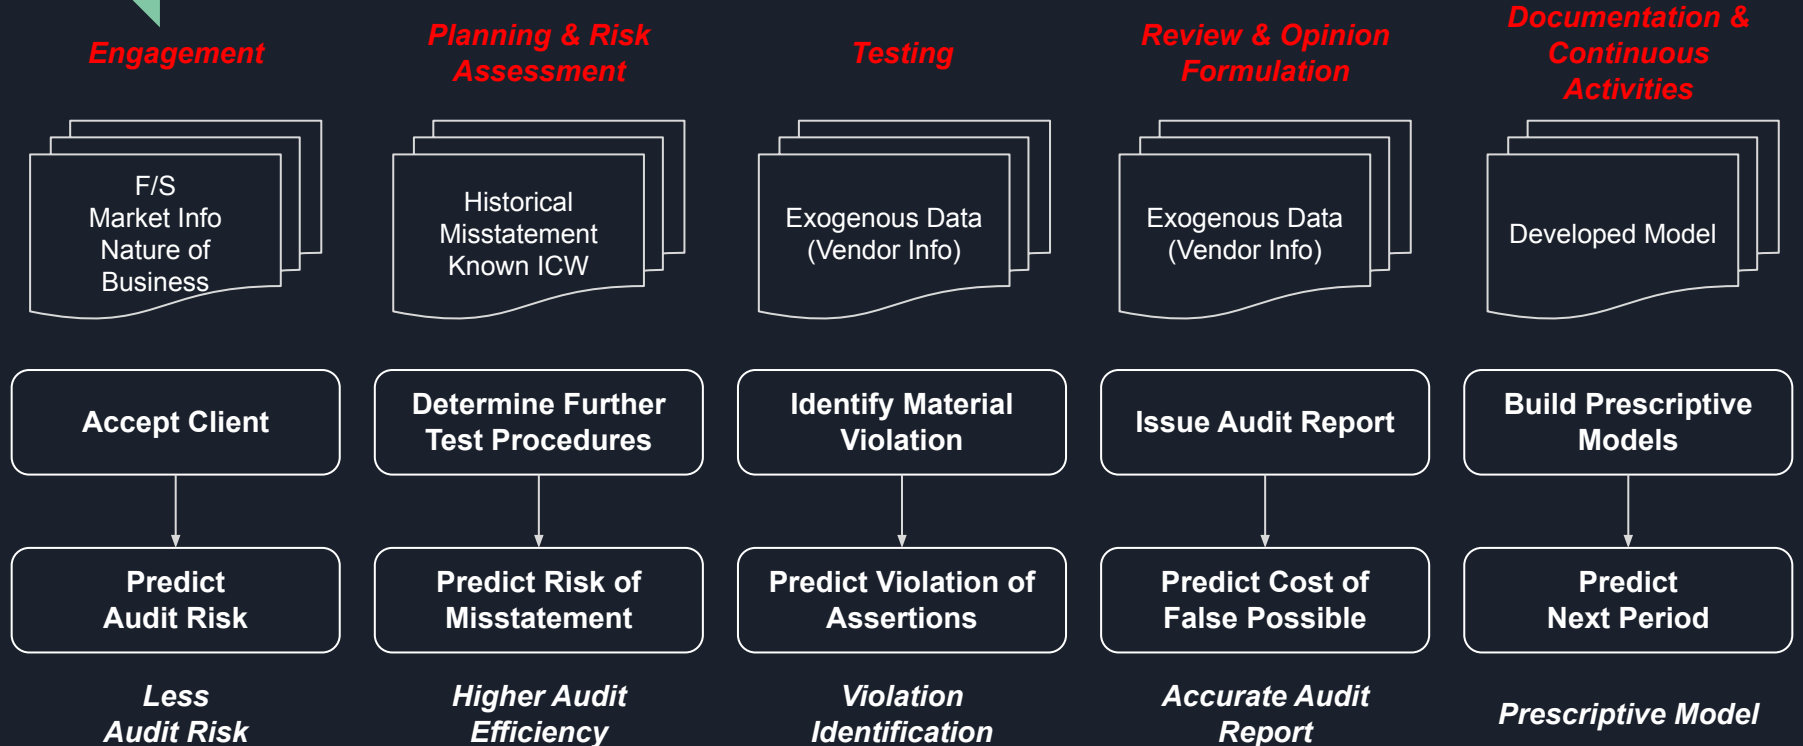 Engagement
Planning & Risk
Assessment
Testing
Review & Opinion
Formulation
Documentation &
Continuous
Activities
F/S
Market Info
Nature of
Business
Historical
Misstatement
Known ICW
Exogenous Data
(Vendor Info)
Exogenous Data
(Vendor Info)
Developed Model
Accept Client
Determine Further
Test Procedures
Identify Material
Violation
Issue Audit Report
Build Prescriptive
Models
Predict
Audit Risk
Predict Risk of
Misstatement
Predict Violation of
Assertions
Predict Cost of
False Possible
Predict
Next Period
Less
Audit Risk
Higher Audit
Efficiency
Violation
Identification
Accurate Audit
Report
Prescriptive Model